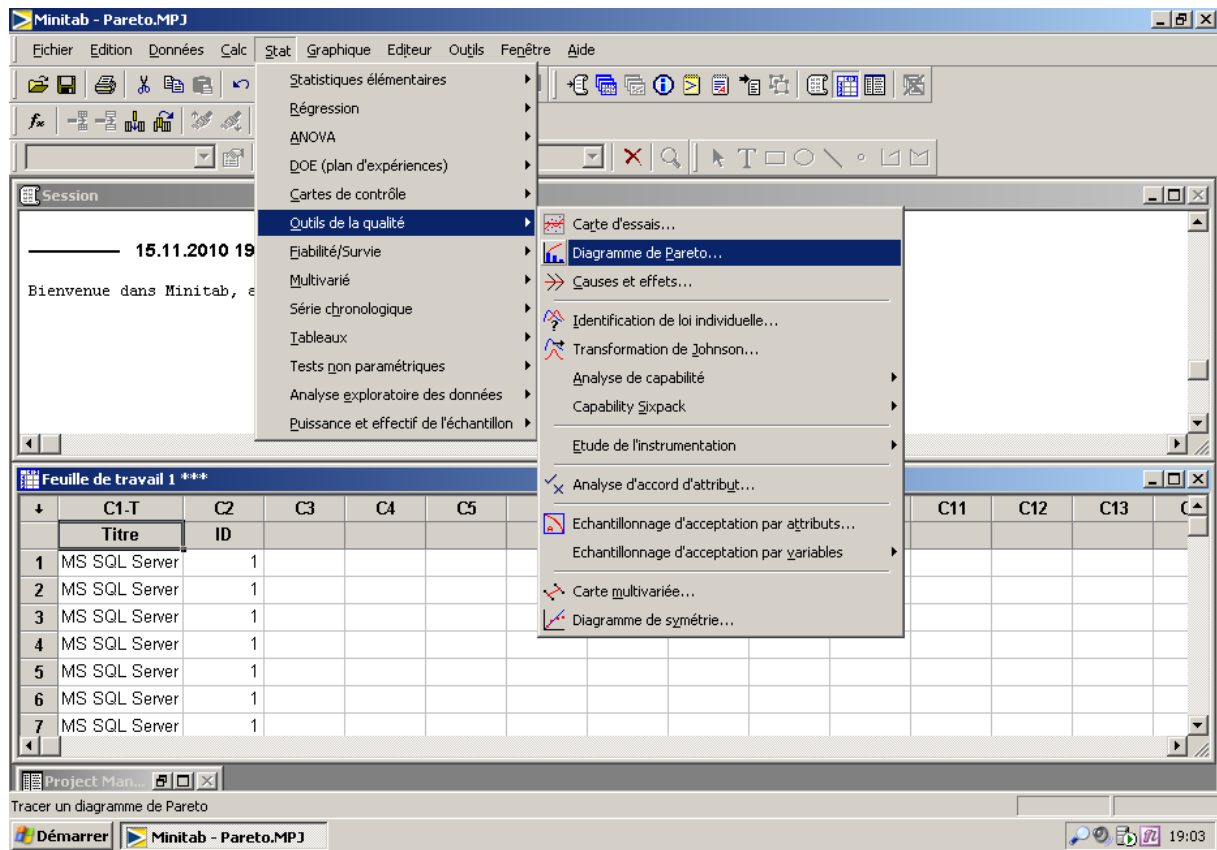 Minitab - Pareto.MPJ
Fichier Edition Données Calc Stat Graphique Editeur Outils Fenêtre Aide
Statistiques élémentaires
Régression
ANOVA
DOE (plan d'expériences)
Cartes de contrôle
Outils de la qualité
Fiabilité/Survie
Multivarié
Série chronologique
Tableaux
Tests non paramétriques
Analyse exploratoire des données
Puissance et effectif de l'échantillon
Carte d'essais...
Diagramme de Pareto...
Causes et effets...
Identification de loi individuelle...
Transformation de Johnson...
Analyse de capabilité
Capability Sixpack
Etude de l'instrumentation
Analyse d'accord d'attribut...
Echantillonnage d'acceptation par attributs...
Echantillonnage d'acceptation par variables
Carte multivariée...
Diagramme de symétrie...
Session
15.11.2010 19
Bienvenue dans Minitab,
Feuille de travail 1 ***
C1-T C2 C3 C4 C5 C11 C12 C13
Titre ID
1 MS SQL Server 1
2 MS SQL Server 1
3 MS SQL Server 1
4 MS SQL Server 1
5 MS SQL Server 1
6 MS SQL Server 1
7 MS SQL Server 1
Project Man...
Tracer un diagramme de Pareto
Démarrer Minitab - Pareto.MPJ 19:03